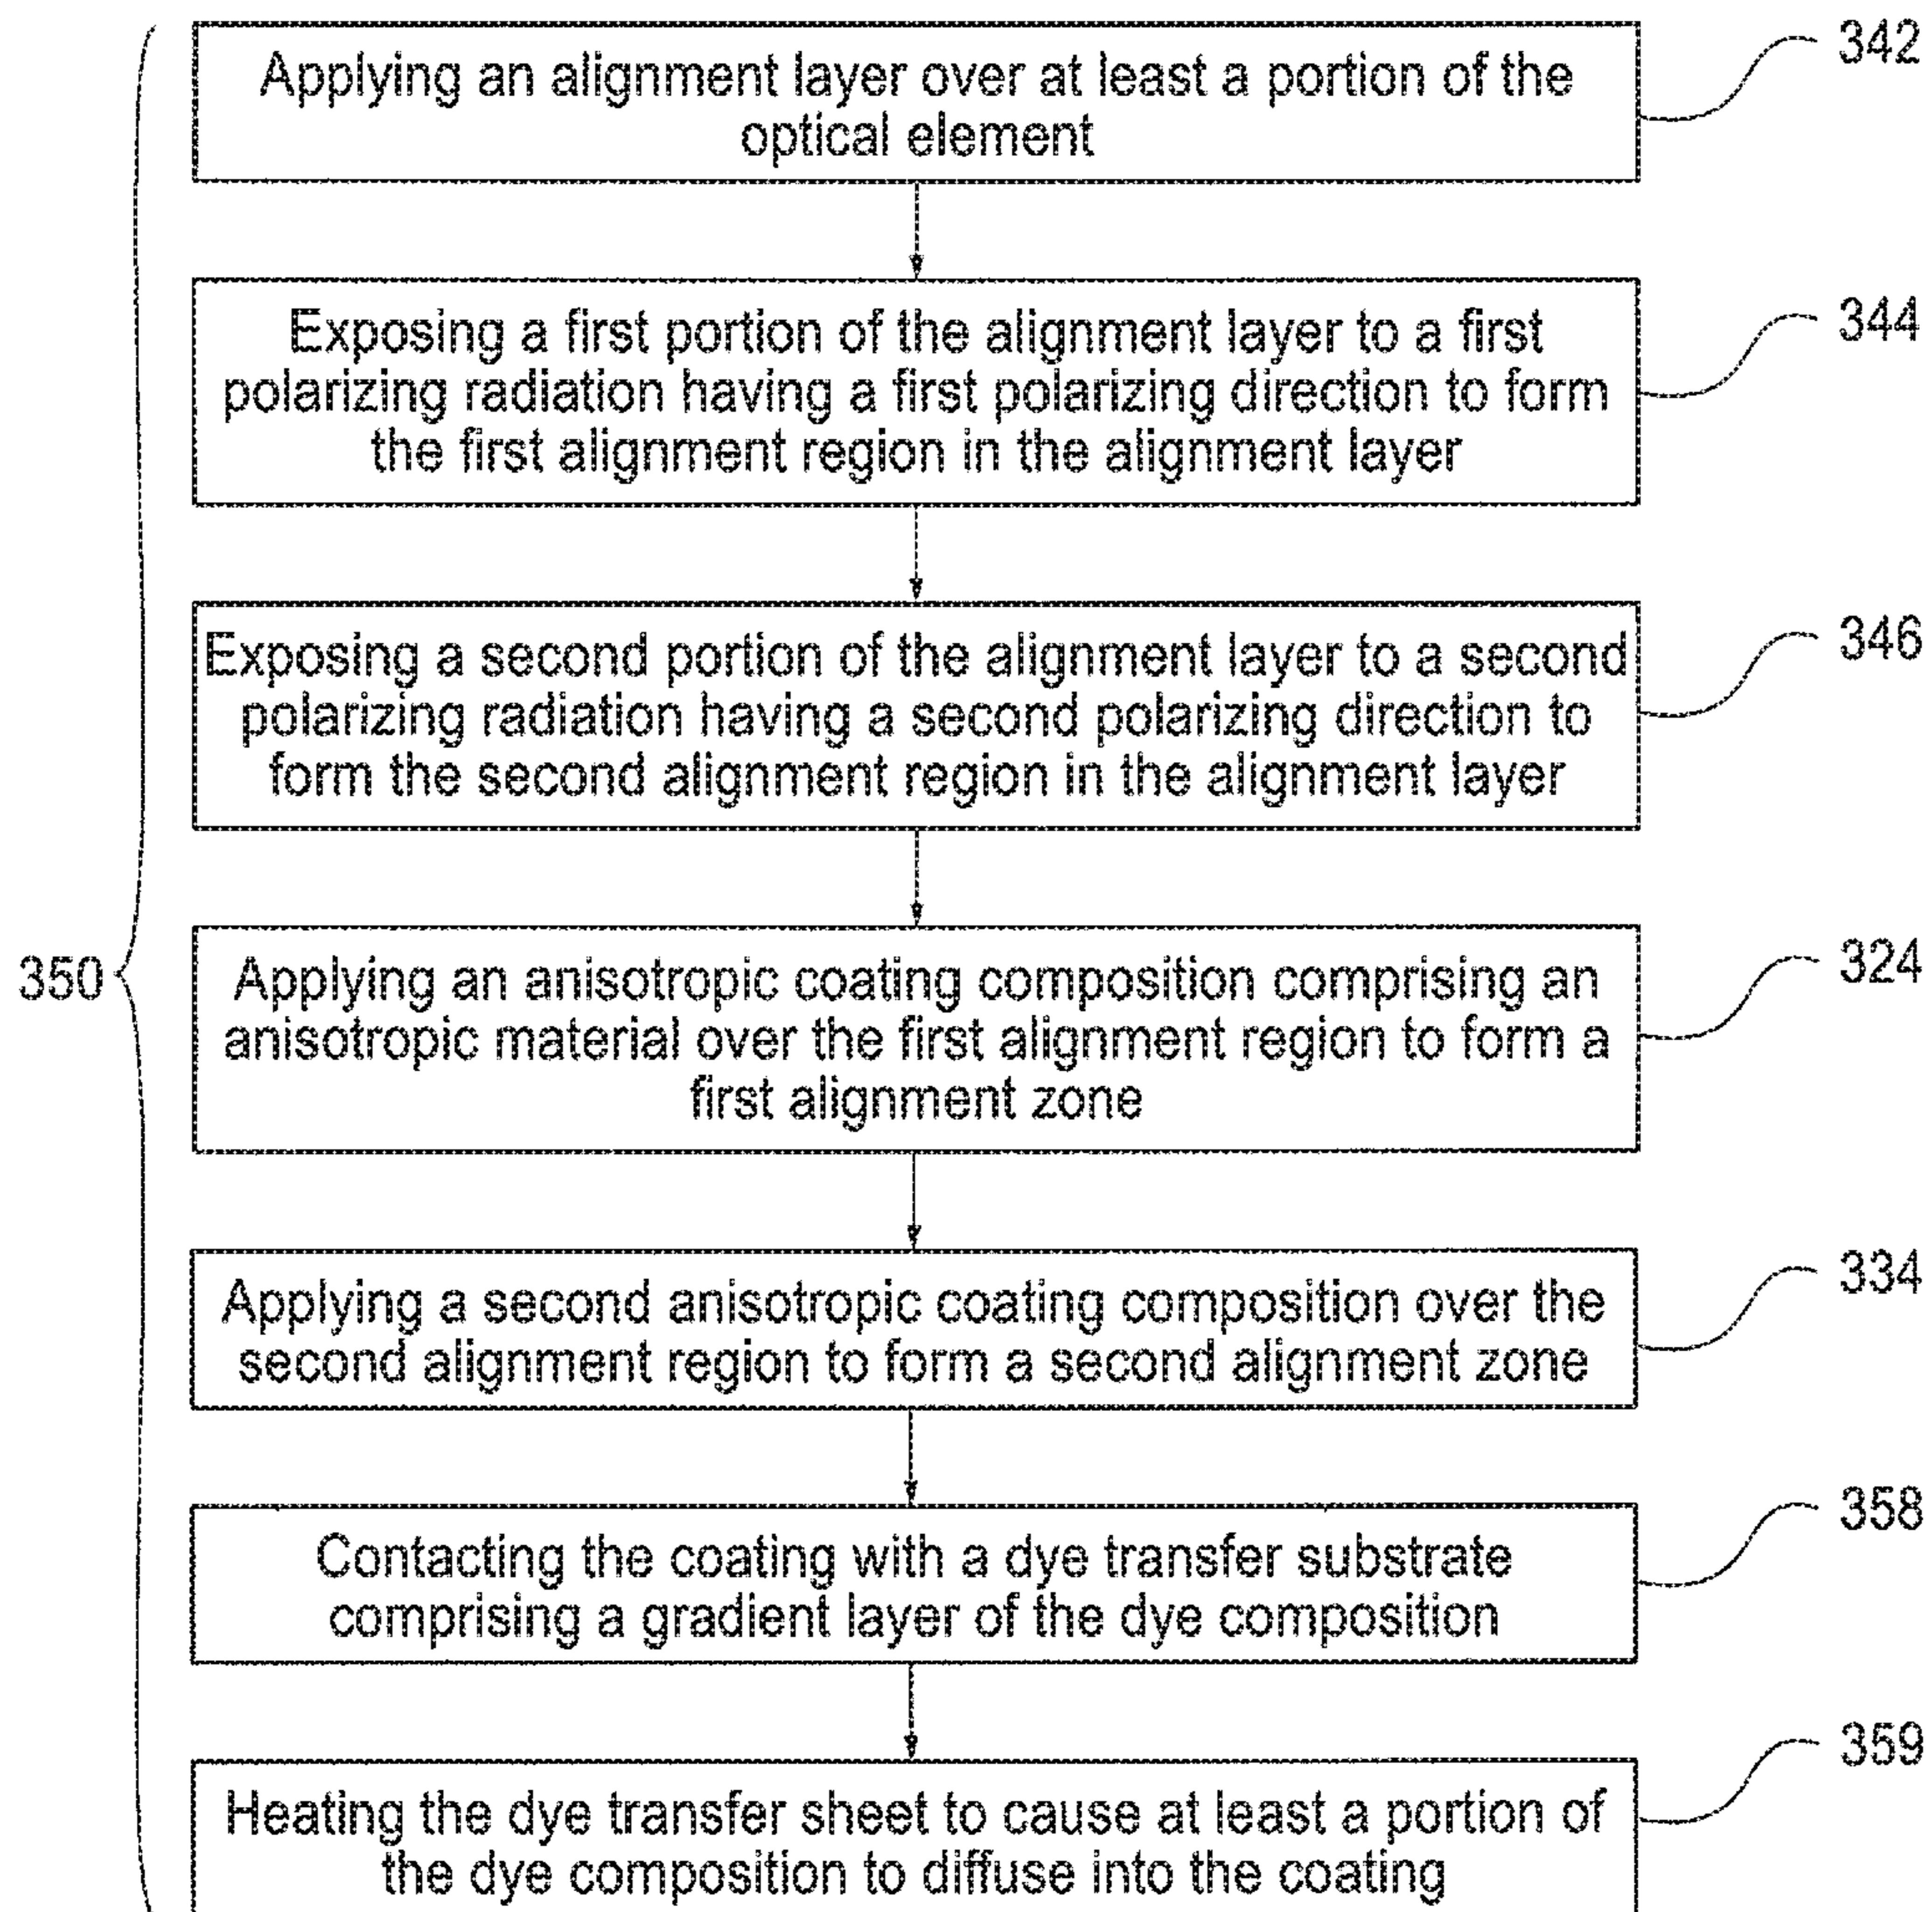 342
Applying an alignment layer over at least a portion of the
optical element
344
Exposing a first portion of the alignment layer to a first
polarizing radiation having a first polarizing direction to form
the first alignment region in the alignment layer
346
Exposing a second portion of the alignment layer to a second
polarizing radiation having a second polarizing direction to
form the second alignment region in the alignment layer
350
324
Applying an anisotropic coating composition comprising an
anisotropic material over the first alignment region to form a
first alignment zone
334
Applying a second anisotropic coating composition over the
second alignment region to form a second alignment zone
358
Contacting the coating with a dye transfer substrate
comprising a gradient layer of the dye composition
359
Heating the dye transfer sheet to cause at least a portion of
the dye composition to diffuse into the coating